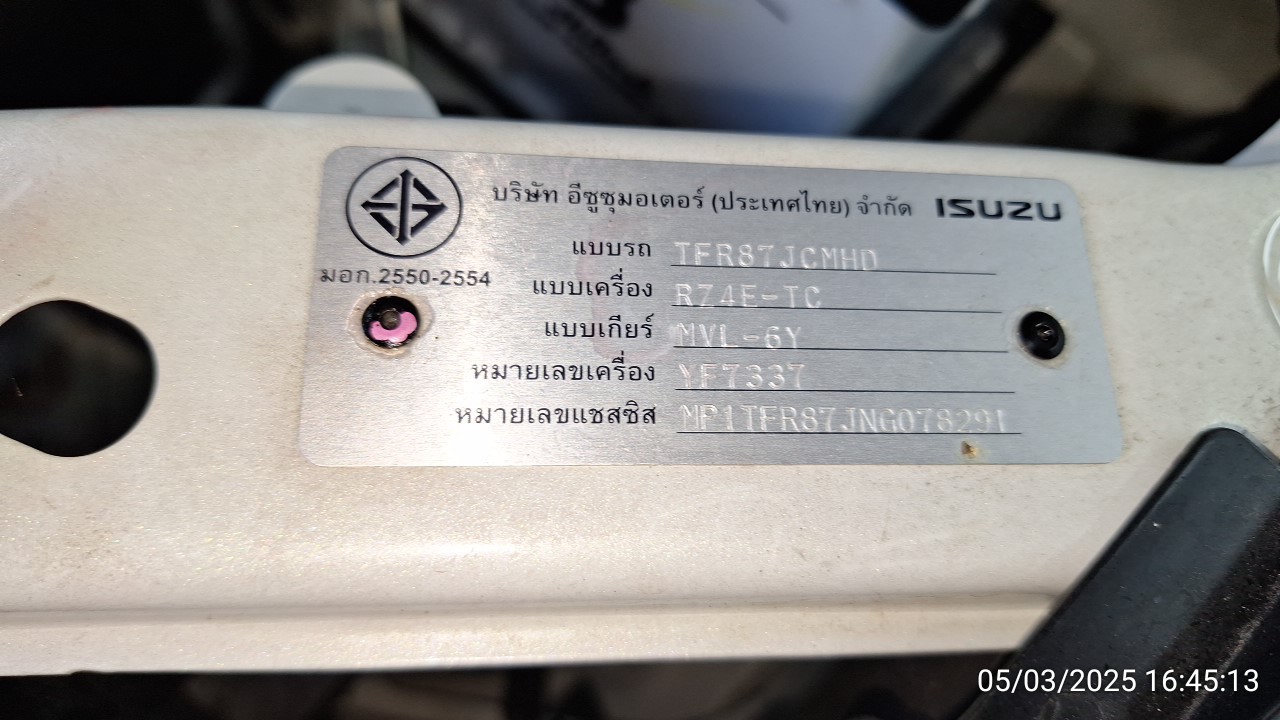 บริษัท อีซูซุมอเตอร์ (ประเทศไทย) จำกัด ISUZU
มอก.2550-2554
แบบรถ TFR87JCMHD
แบบเครื่อง RZ4E-TC
แบบเกียร์ MVL-6Y
หมายเลขเครื่อง YF7337
หมายเลขแชสซิส MP1TFR87JNG078291
05/03/2025 16:45:13